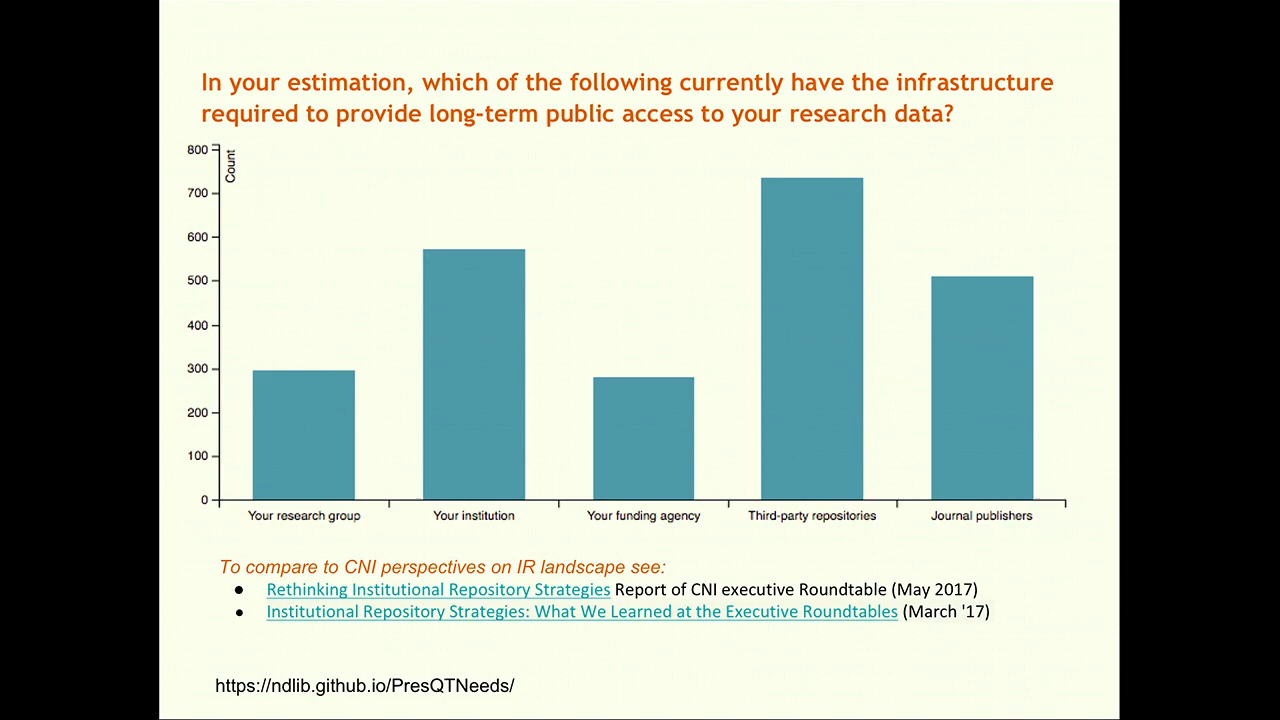 In your estimation, which of the following currently have the infrastructure
required to provide long-term public access to your research data?
Count
800
700
600
500
400
300
200
100
0
Your research group
Your institution
Your funding agency
Third-party repositories
Journal publishers
To compare to CNI perspectives on IR landscape see:
● Rethinking Institutional Repository Strategies Report of CNI executive Roundtable (May 2017)
● Institutional Repository Strategies: What We Learned at the Executive Roundtables (March '17)
https://ndlib.github.io/PresQTNeeds/